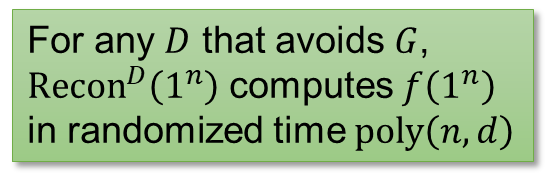 For any 𝐷 that avoids 𝐺,
Recon^𝐷(1^𝑛) computes 𝑓(1^𝑛)
in randomized time poly(𝑛, 𝑑)